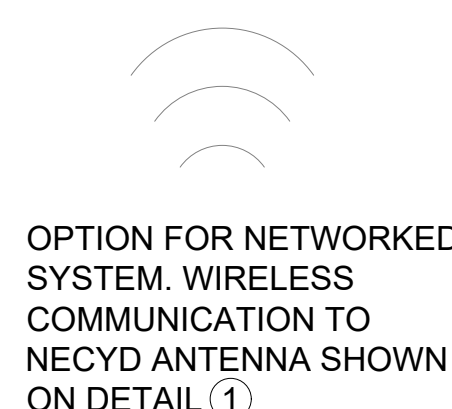 OPTION FOR NETWORKED
SYSTEM. WIRELESS
COMMUNICATION TO
NECYD ANTENNA SHOWN
ON DETAIL 1